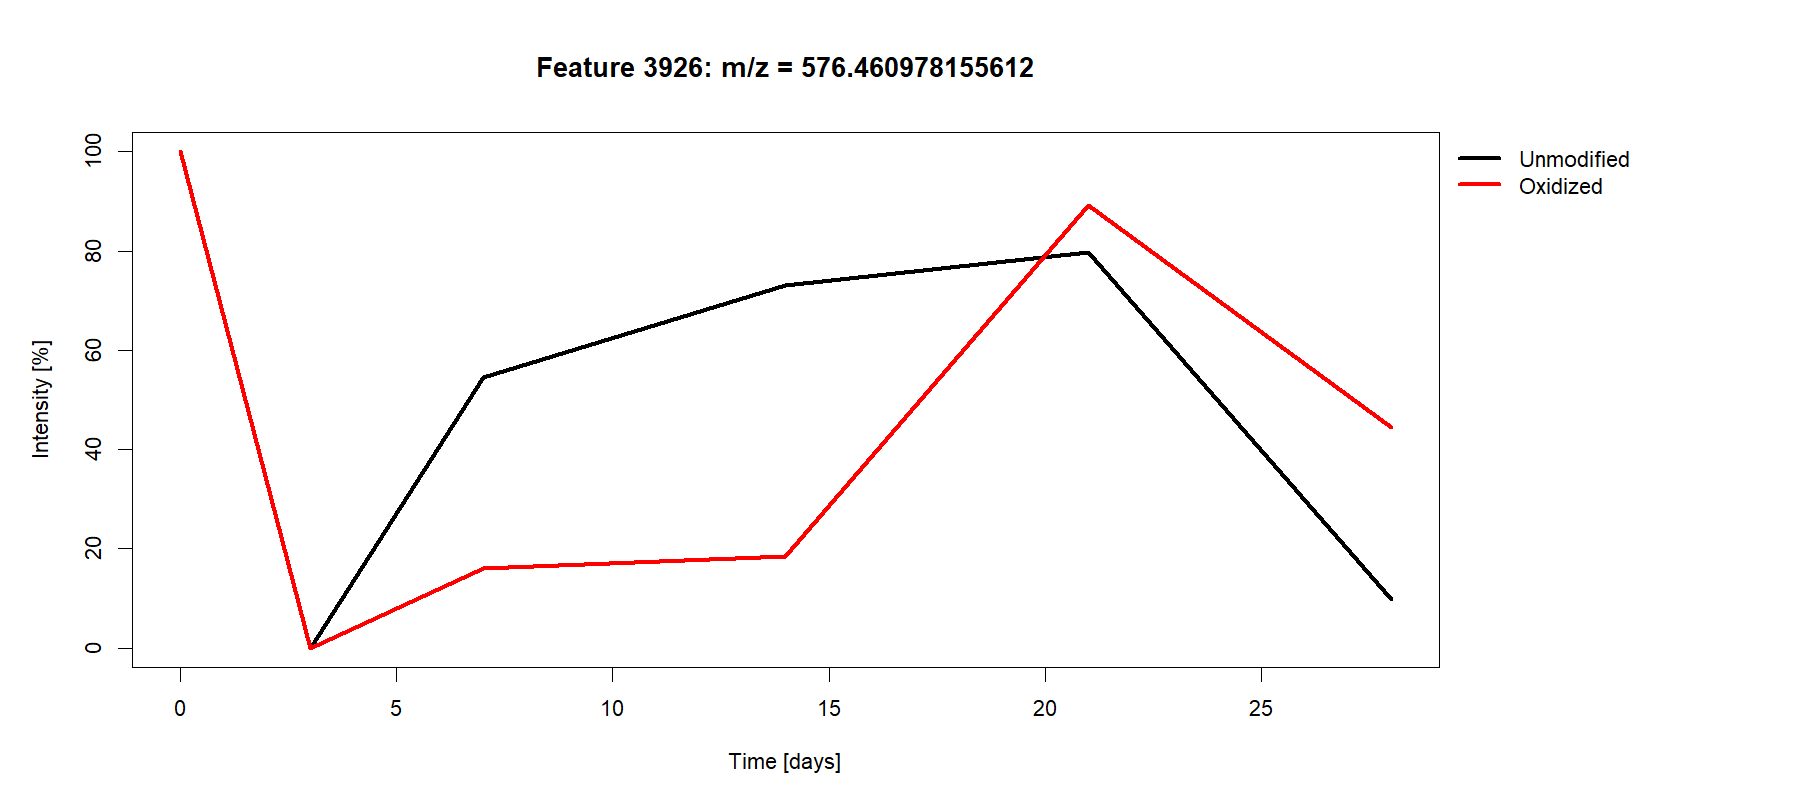 Feature 3926: m/z = 576.460978155612
Unmodified
Oxidized
Intensity [%]
100
80
60
40
20
0
0 5 10 15 20 25
Time [days]